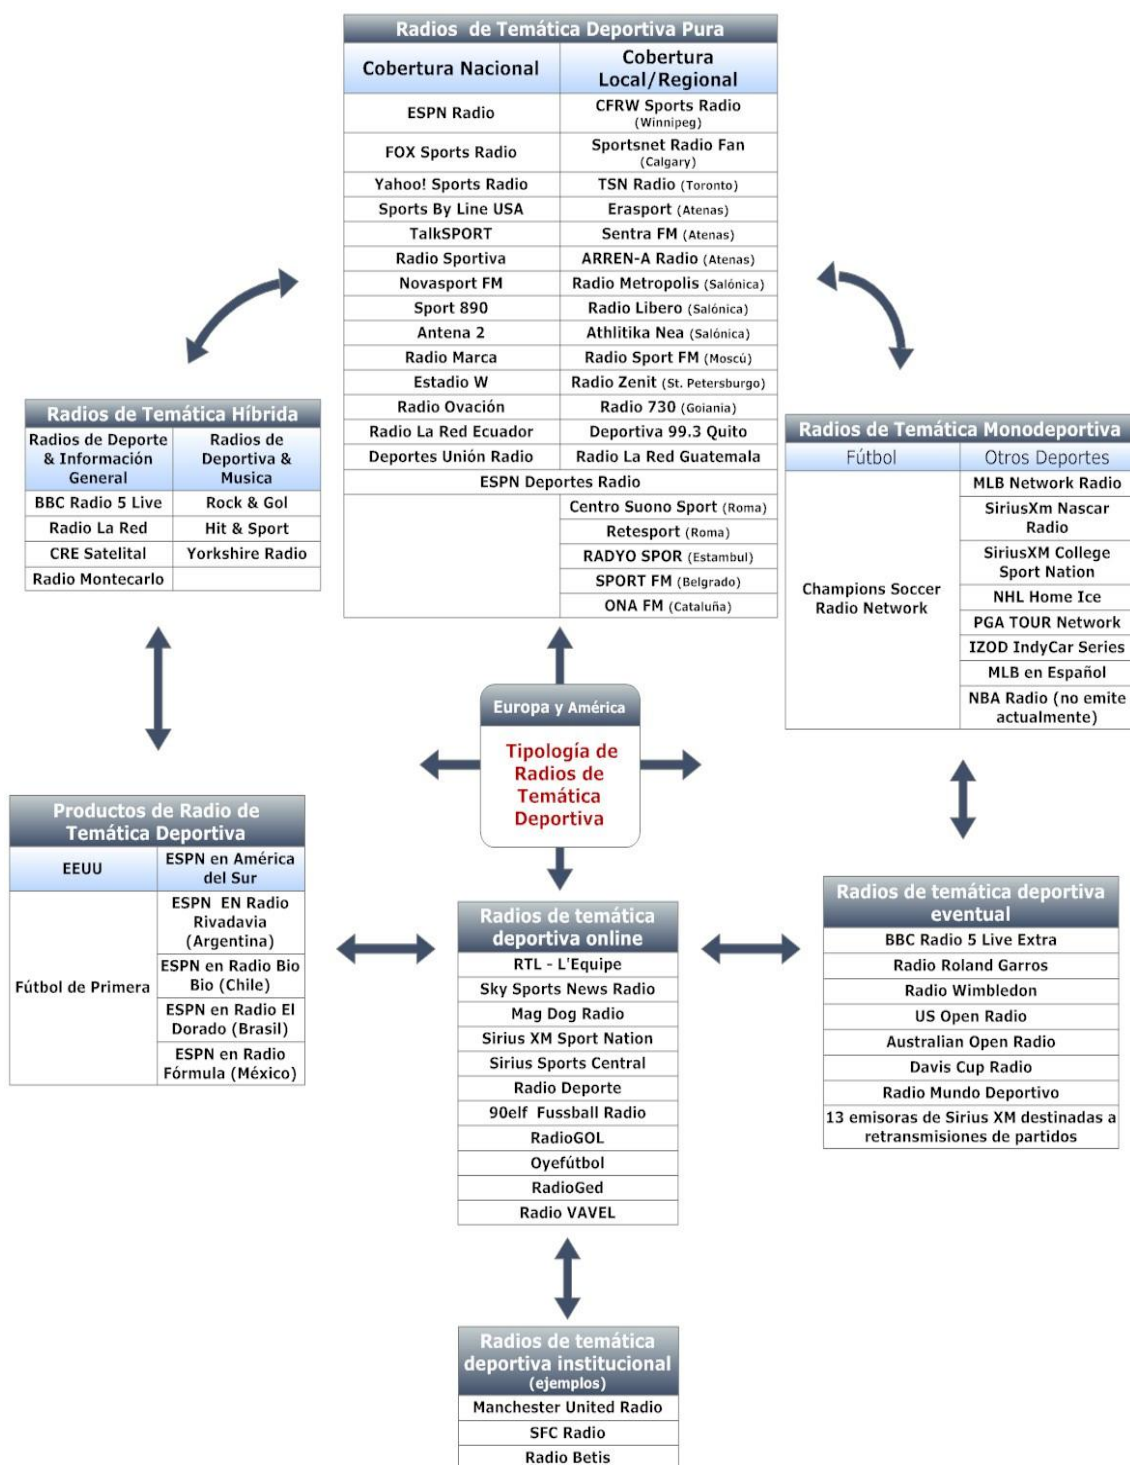 Radios de Temática Deportiva Pura
Cobertura Nacional
Cobertura
Local/Regional
ESPN Radio
CFRW Sports Radio
(Winnipeg)
FOX Sports Radio
Sportsnet Radio Fan
(Calgary)
Yahoo! Sports Radio
TSN Radio (Toronto)
Sports By Line USA
Erasport (Atenas)
TalkSPORT
Sentra FM (Atenas)
Radio Sportiva
ARREN-A Radio (Atenas)
Novasport FM
Radio Metropolis (Salónica)
Sport 890
Radio Libero (Salónica)
Antena 2
Athlitika Nea (Salónica)
Radio Marca
Radio Sport FM (Moscú)
Estadio W
Radio Zenit (St. Petersburgo)
Radio Ovación
Radio 730 (Goiania)
Radio La Red Ecuador
Deportiva 99.3 Quito
Deportes Unión Radio
Radio La Red Guatemala
ESPN Deportes Radio
Centro Suono Sport (Roma)
Retesport (Roma)
RADYO SPOR (Estambul)
SPORT FM (Belgrado)
ONA FM (Cataluña)
Radios de Temática Híbrida
Radios de Deporte
& Información
General
Radios de
Deportiva &
Musica
BBC Radio 5 Live
Rock & Gol
Radio La Red
Hit & Sport
CRE Satelital
Yorkshire Radio
Radio Montecarlo
Radios de Temática Monodeportiva
Fútbol
Otros Deportes
Champions Soccer
Radio Network
MLB Network Radio
SiriusXm Nascar
Radio
SiriusXM College
Sport Nation
NHL Home Ice
PGA TOUR Network
IZOD IndyCar Series
MLB en Español
NBA Radio (no emite
actualmente)
Europa y América
Tipología de
Radios de
Temática
Deportiva
Productos de Radio de
Temática Deportiva
EEUU
ESPN en América
del Sur
Fútbol de Primera
ESPN EN Radio
Rivadavia
(Argentina)
ESPN en Radio Bio
Bio (Chile)
ESPN en Radio El
Dorado (Brasil)
ESPN en Radio
Fórmula (México)
Radios de temática
deportiva online
RTL - L'Equipe
Sky Sports News Radio
Mag Dog Radio
Sirius XM Sport Nation
Sirius Sports Central
Radio Deporte
90elf Fussball Radio
RadioGOL
Oyefútbol
RadioGed
Radio VAVEL
Radios de temática deportiva
eventual
BBC Radio 5 Live Extra
Radio Roland Garros
Radio Wimbledon
US Open Radio
Australian Open Radio
Davis Cup Radio
Radio Mundo Deportivo
13 emisoras de Sirius XM destinadas a
retransmisiones de partidos
Radios de temática
deportiva institucional
(ejemplos)
Manchester United Radio
SFC Radio
Radio Betis